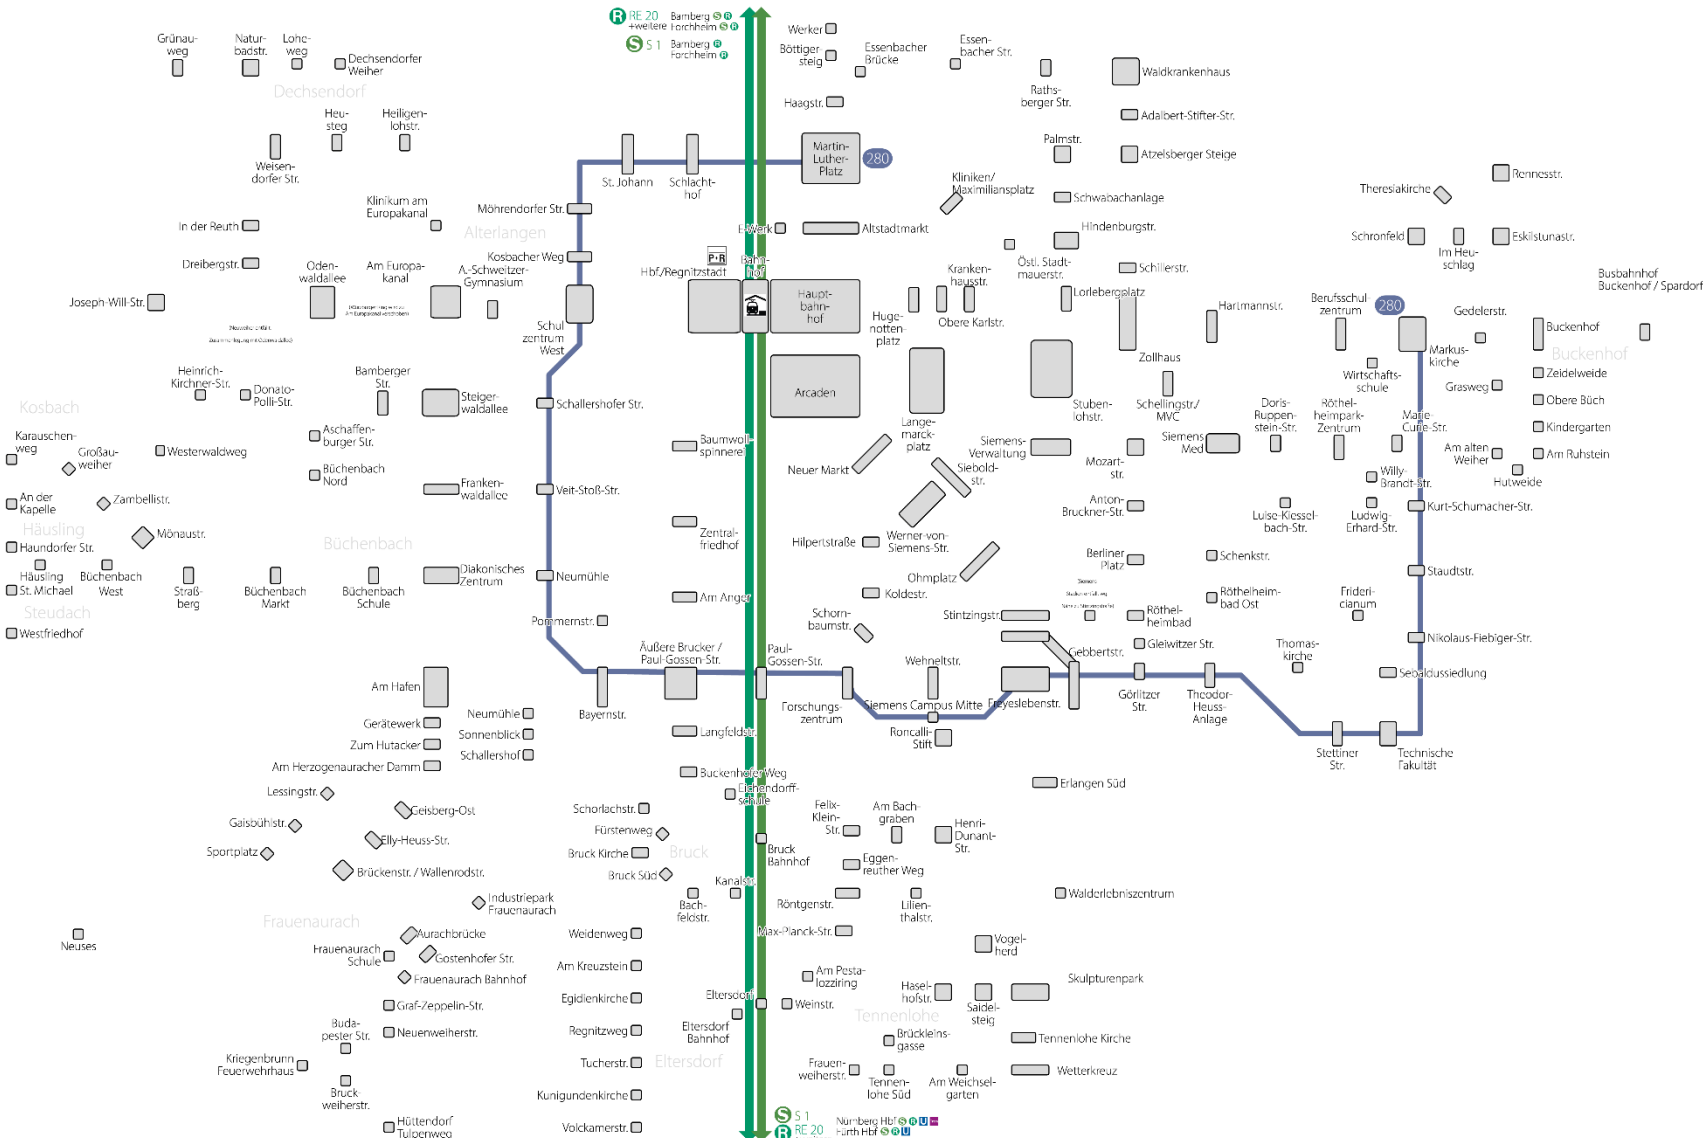 RE 20
+weitere
Bamberg S R
Forchheim S R
S S 1
Bamberg R
Forchheim R
Grünau-
weg
Natur-
badstr.
Lohe-
weg
Dechsendorfer
Weiher
Dechsendorf
Heu-
steg
Heiligen-
lohstr.
Weisen-
dorfer Str.
Werker
Böttiger-
steig
Essenbacher
Brücke
Essen-
bacher Str.
Raths-
berger Str.
Waldkrankenhaus
Haagstr.
Adalbert-Stifter-Str.
Palmstr.
Atzelsberger Steige
Martin-
Luther-
Platz
280
St. Johann
Schlacht-
hof
Kliniken/
Maximiliansplatz
Schwabachanlage
Theresiakirche
Rennesstr.
Klinikum am
Europakanal
Möhrendorfer Str.
In der Reuth
Alterlangen
E-Werk
Altstadtmarkt
Hindenburgstr.
Schronfeld
Im Heu-
schlag
Eskilstunastr.
Dreibergstr.
Oden-
waldallee
Am Europa-
kanal
A.-Schweitzer-
Gymnasium
Kosbacher Weg
P+R
Hbf./Regnitzstadt
Bahn-
hof
Haupt-
bahn-
hof
Kranken-
hausstr.
Östl. Stadt-
mauerstr.
Schillerstr.
Lorlebergplatz
Busbahnhof
Buckenhof / Spardorf
Joseph-Will-Str.
Schul
zentrum
West
Huge-
notten-
platz
Obere Karlstr.
Zollhaus
Hartmannstr.
Berufsschul-
zentrum
280
Markus-
kirche
Gedelerstr.
Buckenhof
Buckenhof
Wirtschafts-
schule
Zeidelweide
Grasweg
Obere Büch
Kindergarten
Am Ruhstein
Am alten
Weiher
Hutweide
Heinrich-
Kirchner-Str.
Donato-
Polli-Str.
Bamberger
Str.
Steiger-
waldallee
Schallershofer Str.
Arcaden
Lange-
marck-
platz
Stuben-
lohstr.
Schellingstr./
MVC
Doris-
Ruppen-
stein-Str.
Röthel-
heimpark-
Zentrum
Marie-
Curie-Str.
Kosbach
Karauschen-
weg
Großau-
weiher
Westerwaldweg
Aschaffen-
burger Str.
Büchenbach
Nord
Baumwoll-
spinnerei
Neuer Markt
Siebold-
str.
Siemens-
Verwaltung
Mozart-
str.
Siemens
Med
Willy-
Brandt-Str.
An der
Kapelle
Zambellistr.
Franken-
waldallee
Veit-Stoß-Str.
Anton-
Bruckner-Str.
Luise-Kiessel-
bach-Str.
Ludwig-
Erhard-Str.
Kurt-Schumacher-Str.
Häusling
Haundorfer Str.
Mönaustr.
Büchenbach
Zentral-
friedhof
Hilpertstraße
Werner-von-
Siemens-Str.
Berliner
Platz
Schenkstr.
Häusling
St. Michael
Büchenbach
West
Straß-
berg
Büchenbach
Markt
Büchenbach
Schule
Diakonisches
Zentrum
Neumühle
Am Anger
Koldestr.
Ohmplatz
Staudtstr.
Steudach
Westfriedhof
Pommernstr.
Schorn-
baumstr.
Stintzingstr.
Röthel-
heimbad
Röthelheim-
bad Ost
Frideri-
cianum
Gleiwitzer Str.
Thomas-
kirche
Nikolaus-Fiebiger-Str.
Sebaldussiedlung
Am Hafen
Äußere Brucker /
Paul-Gossen-Str.
Paul-
Gossen-Str.
Wehneltstr.
Gebbertstr.
Bayernstr.
Forschungs-
zentrum
Siemens Campus Mitte
Freyeslebenstr.
Görlitzer
Str.
Theodor-
Heuss-
Anlage
Roncalli-
Stift
Stettiner
Str.
Technische
Fakultät
Gerätewerk
Zum Hutacker
Am Herzogenauracher Damm
Neumühle
Sonnenblick
Schallershof
Langfeldstr.
Buckenhofer Weg
Eichendorff-
schule
Erlangen Süd
Lessingstr.
Gaisbühlstr.
Sportplatz
Geisberg-Ost
Elly-Heuss-Str.
Brückenstr. / Wallenrodstr.
Schorlachstr.
Fürstenweg
Bruck Kirche
Bruck
Bruck Süd
Bruck
Bahnhof
Felix-
Klein-
Str.
Am Bach-
graben
Henri-
Dunant-
Str.
Eggen-
reuther Weg
Bach-
feldstr.
Kanalstr.
Röntgenstr.
Lilien-
thalstr.
Walderlebniszentrum
Industriepark
Frauenaurach
Frauenaurach
Neuses
Aurachbrücke
Frauenaurach
Schule
Gostenhofer Str.
Frauenaurach Bahnhof
Graf-Zeppelin-Str.
Weidenweg
Am Kreuzstein
Egidienkirche
Max-Planck-Str.
Vogel-
herd
Am Pesta-
lozziring
Hasel-
hofstr.
Saidel-
steig
Skulpturenpark
Eltersdorf
Weinstr.
Tennenlohe
Buda-
pester Str.
Neuenweiherstr.
Regnitzweg
Eltersdorf
Bahnhof
Brückleins-
gasse
Tennenlohe Kirche
Kriegenbrunn
Feuerwehrhaus
Tucherstr.
Eltersdorf
Frauen-
weiherstr.
Tennen-
lohe Süd
Am Weichsel-
garten
Wetterkreuz
Bruck-
weiherstr.
Kunigundenkirche
Hüttendorf
Tulpenweg
Volckamerstr.
S S 1
R RE 20
Nürnberg Hbf S R U
Fürth Hbf S R U